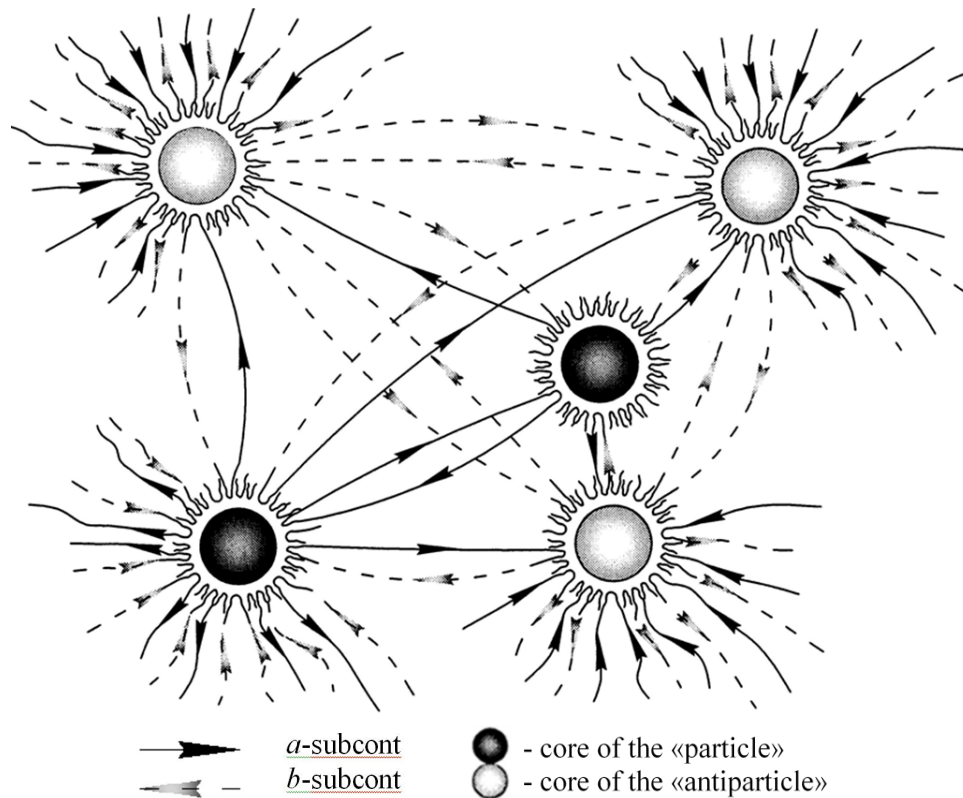 a-subcont
- core of the «particle»
b-subcont
- core of the «antiparticle»